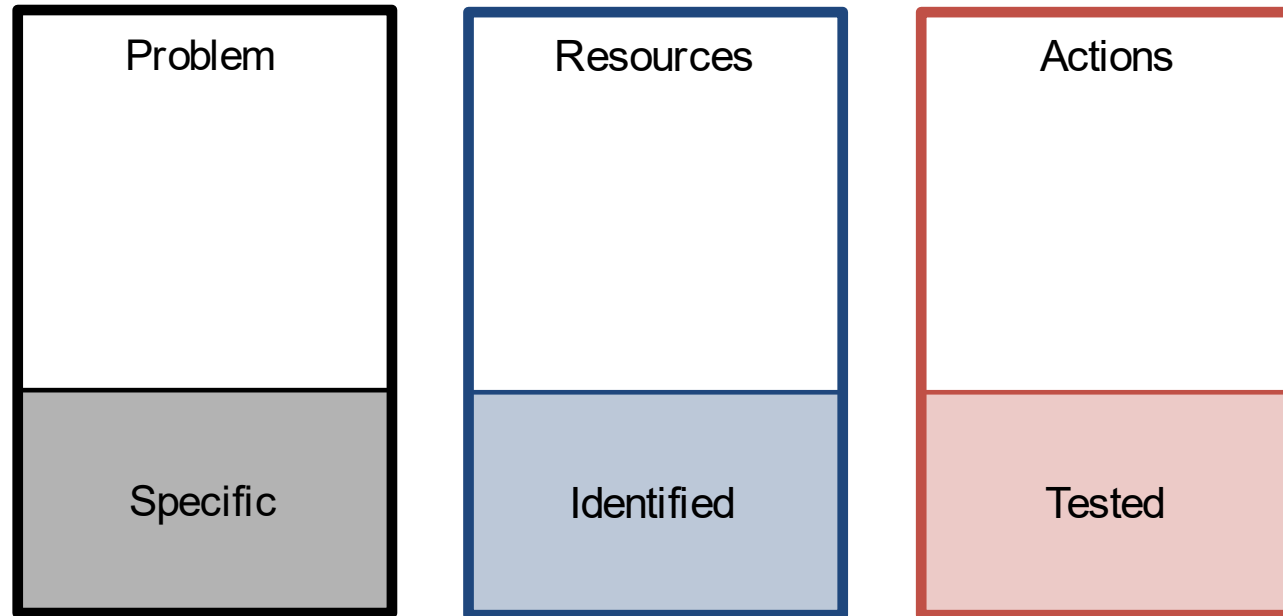 Problem
Resources
Actions
Specific
Identified
Tested